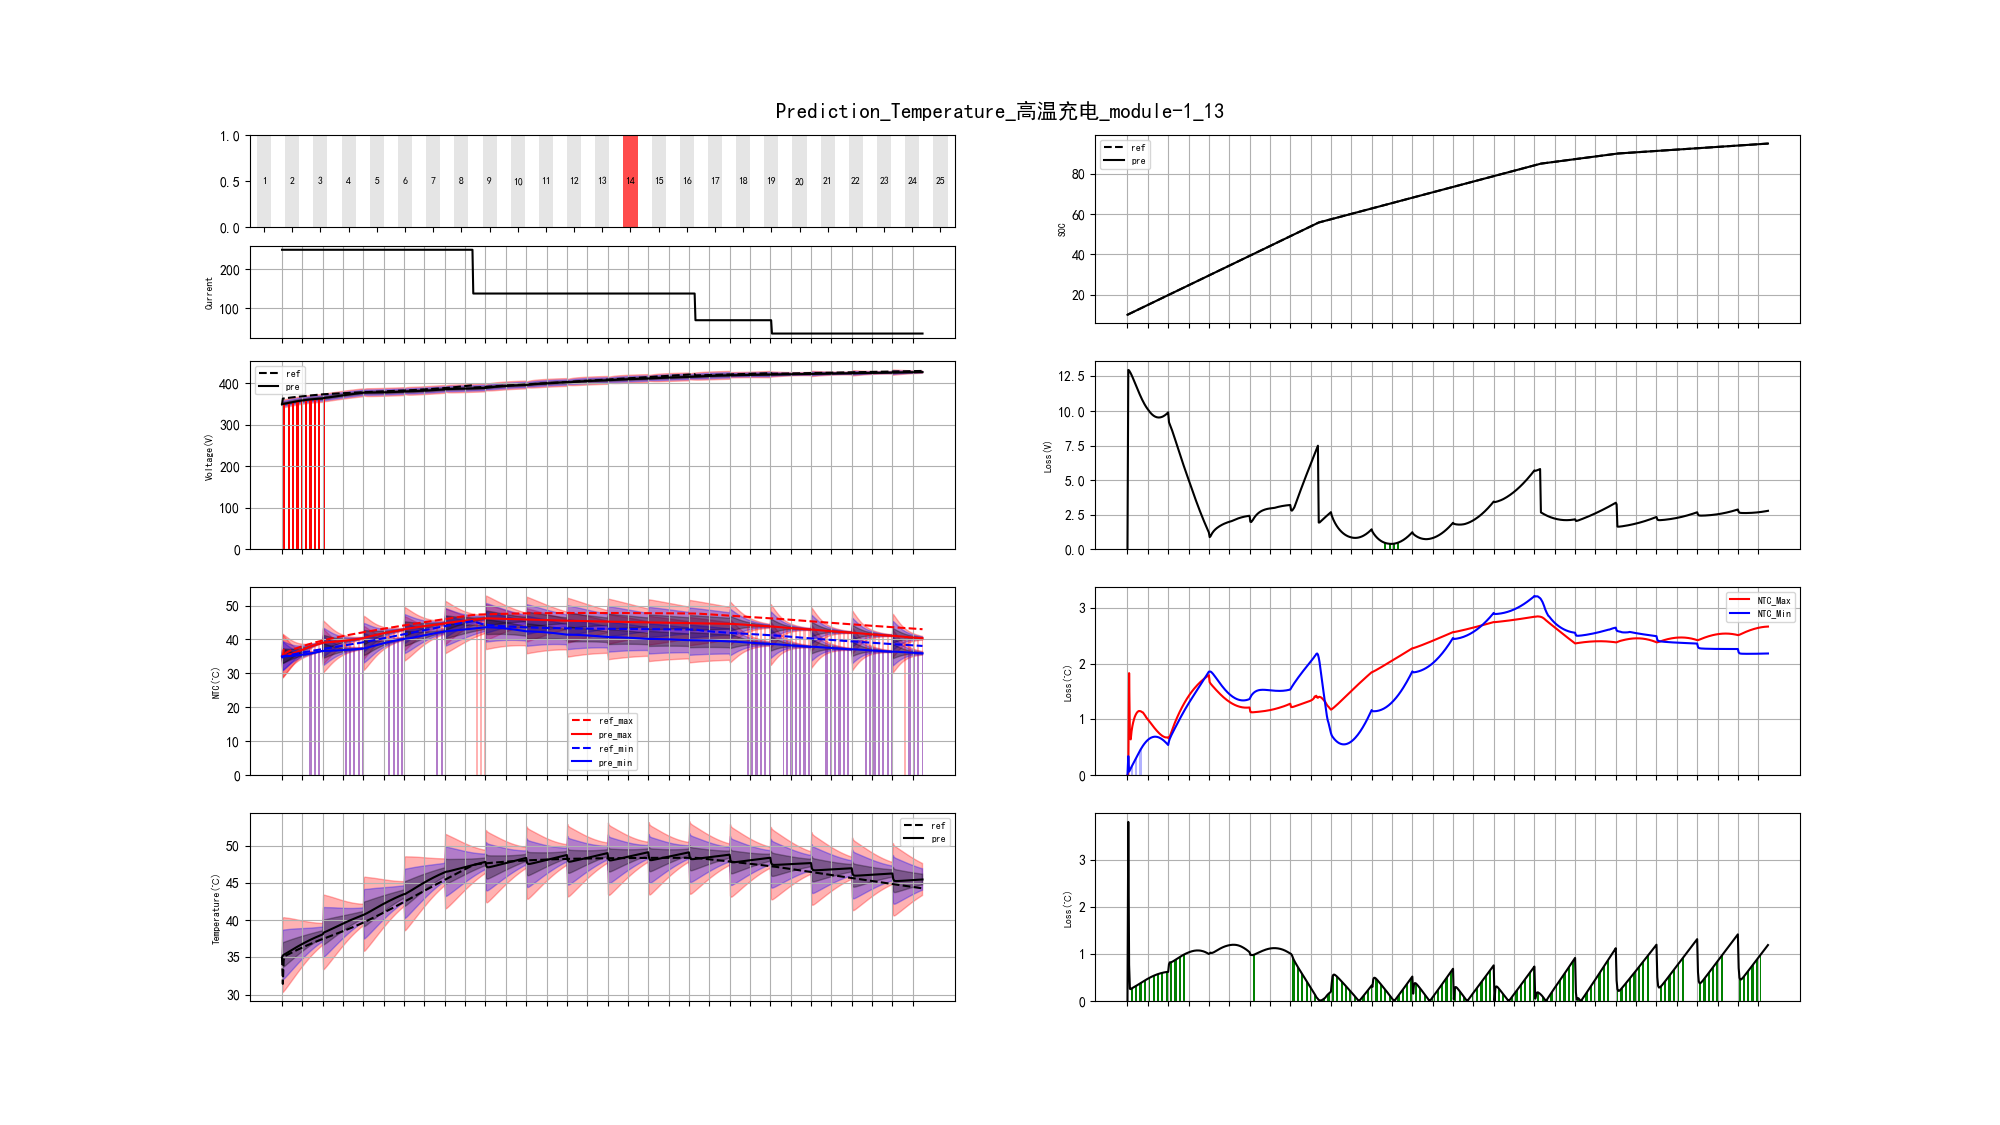 Prediction_Temperature_高温充电_module-1_13
1.0
0.5
0.0
1 2 3 4 5 6 7 8 9 10 11 12 13 14 15 16 17 18 19 20 21 22 23 24 25
Current
200
100
Voltage(V)
400
300
200
100
0
ref
pre
NTC(℃)
50
40
30
20
10
0
ref_max
pre_max
ref_min
pre_min
Temperature(℃)
50
45
40
35
30
ref
pre
SOC
80
60
40
20
ref
pre
Loss(V)
12.5
10.0
7.5
5.0
2.5
0.0
Loss(℃)
3
2
1
0
NTC_Max
NTC_Min
Loss(℃)
3
2
1
0